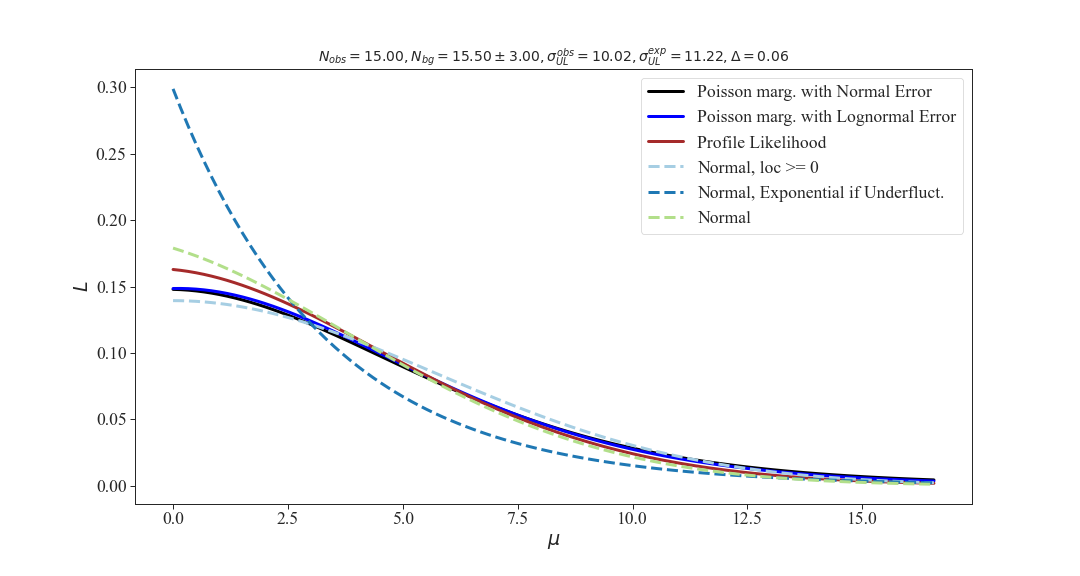 N_obs = 15.00, N_bg = 15.50 ± 3.00, σ_UL^obs = 10.02, σ_UL^exp = 11.22, Δ = 0.06
Poisson marg. with Normal Error
Poisson marg. with Lognormal Error
Profile Likelihood
Normal, loc >= 0
Normal, Exponential if Underfluct.
Normal
0.30
0.25
0.20
0.15
0.10
0.05
0.00
L
0.0 2.5 5.0 7.5 10.0 12.5 15.0
μ